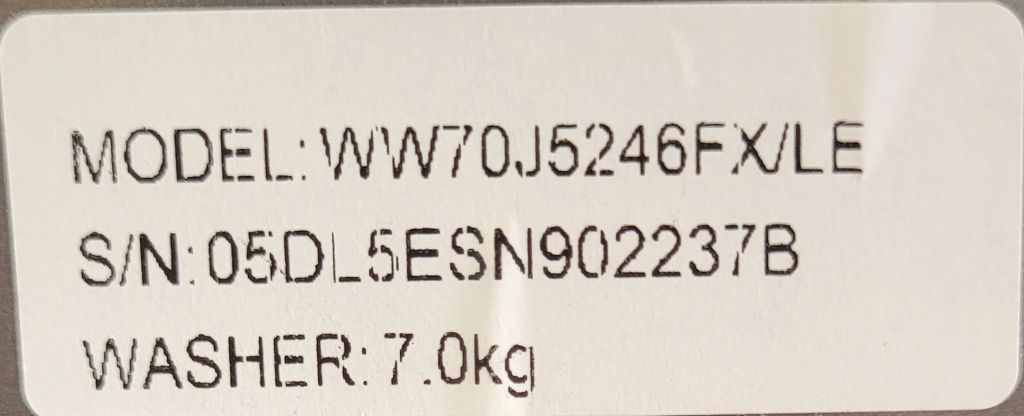 MODEL:WW70J5246FX/LE
S/N:05DL5ESN902237B
WASHER:7.0kg